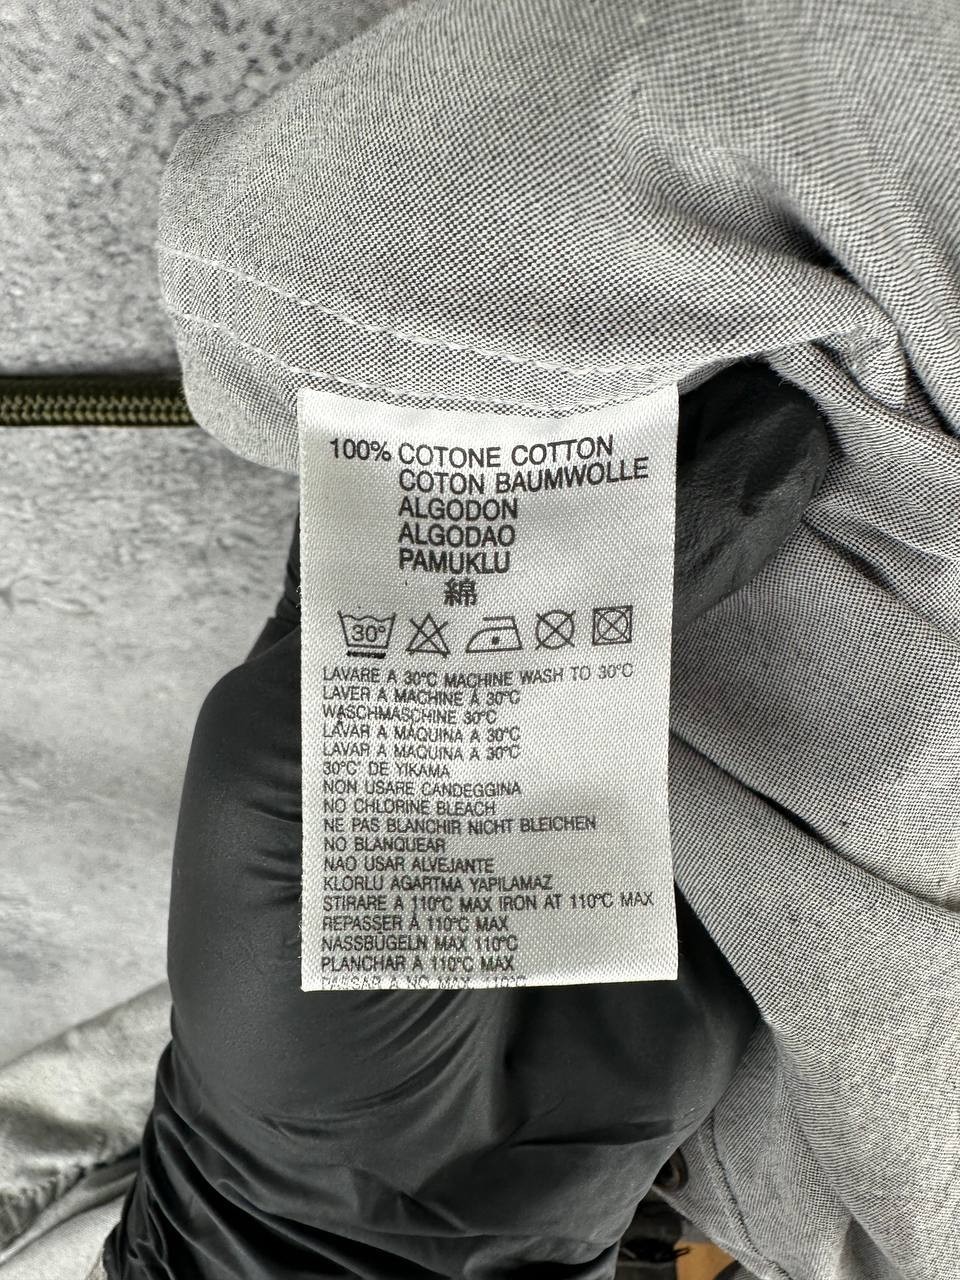 100% COTONE COTTON
COTON BAUMWOLLE
ALGODON
ALGODAO
PAMUKLU
綿
30°
LAVARE A 30°C MACHINE WASH TO 30°C
LAVER A MACHINE À 30°C
WASCHMASCHINE 30°C
LAVAR A MAQUINA A 30°C
LAVAR A MAQUINA A 30°C
30°C' DE YIKAMA
NON USARE CANDEGGINA
NO CHLORINE BLEACH
NE PAS BLANCHIR NICHT BLEICHEN
NO BLANQUEAR
NAO USAR ALVEJANTE
KLORLU AGARTMA YAPILAMAZ
STIRARE A 110°C MAX IRON AT 110°C MAX
REPASSER À 110°C MAX
NASSBÜGELN MAX 110°C
PLANCHAR A 110°C MAX